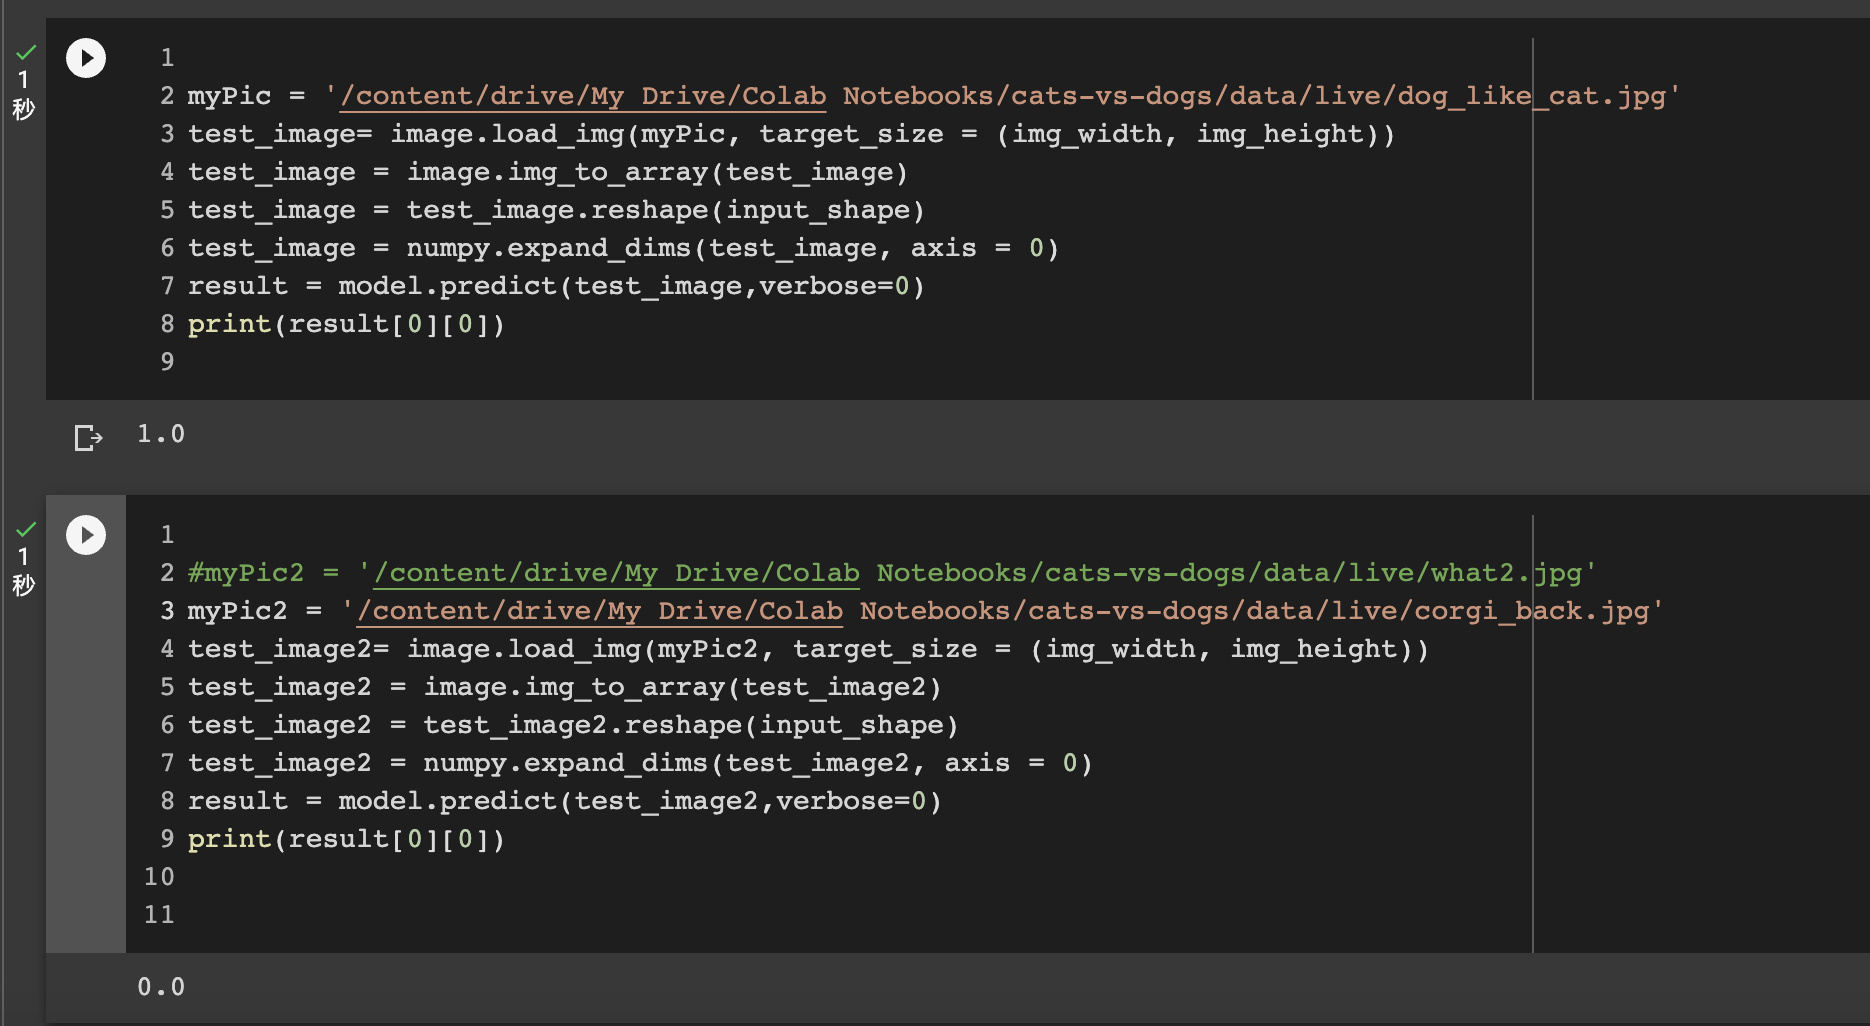 1
秒
1
2 myPic = '/content/drive/My Drive/Colab Notebooks/cats-vs-dogs/data/live/dog_like_cat.jpg'
3 test_image= image.load_img(myPic, target_size = (img_width, img_height))
4 test_image = image.img_to_array(test_image)
5 test_image = test_image.reshape(input_shape)
6 test_image = numpy.expand_dims(test_image, axis = 0)
7 result = model.predict(test_image,verbose=0)
8 print(result[0][0])
9
1.0
1
秒
1
2 #myPic2 = '/content/drive/My Drive/Colab Notebooks/cats-vs-dogs/data/live/what2.jpg'
3 myPic2 = '/content/drive/My Drive/Colab Notebooks/cats-vs-dogs/data/live/corgi_back.jpg'
4 test_image2= image.load_img(myPic2, target_size = (img_width, img_height))
5 test_image2 = image.img_to_array(test_image2)
6 test_image2 = test_image2.reshape(input_shape)
7 test_image2 = numpy.expand_dims(test_image2, axis = 0)
8 result = model.predict(test_image2,verbose=0)
9 print(result[0][0])
10
11
0.0